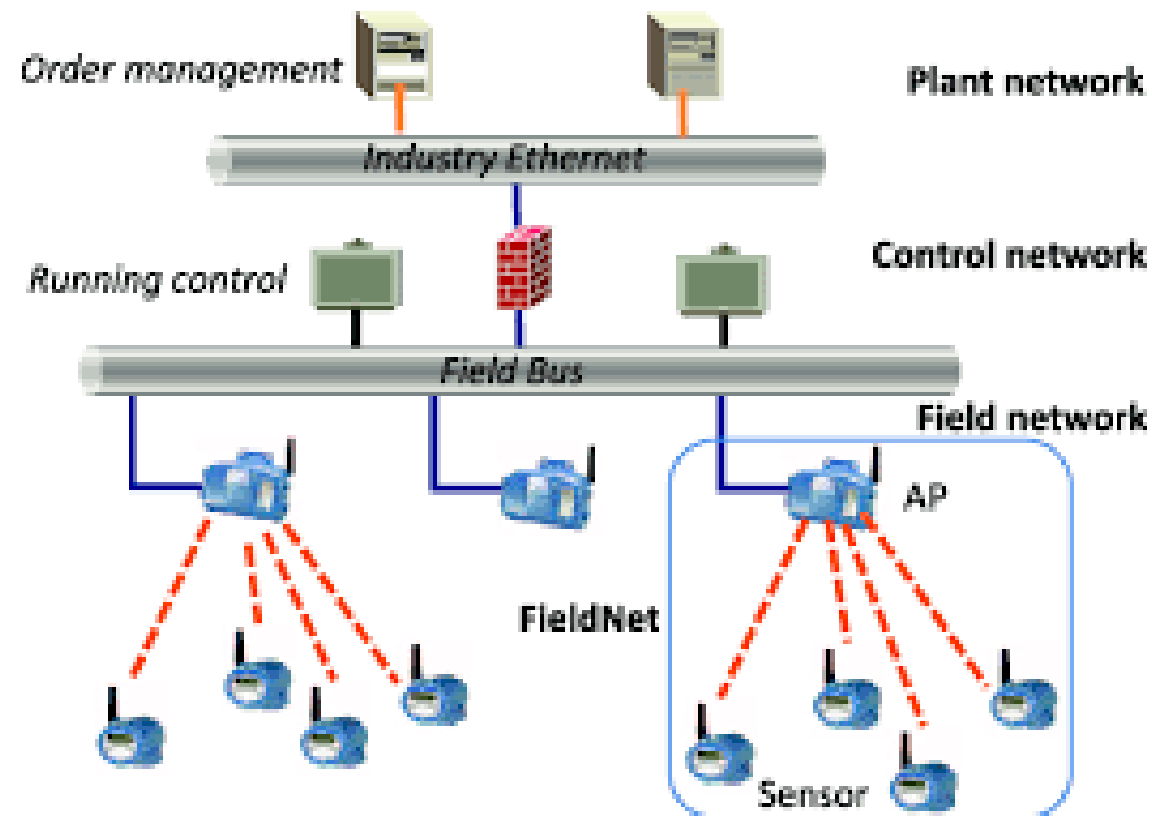 Order management
Plant network
Industry Ethernet
Control network
Running control
Field Bus
Field network
AP
FieldNet
Sensor